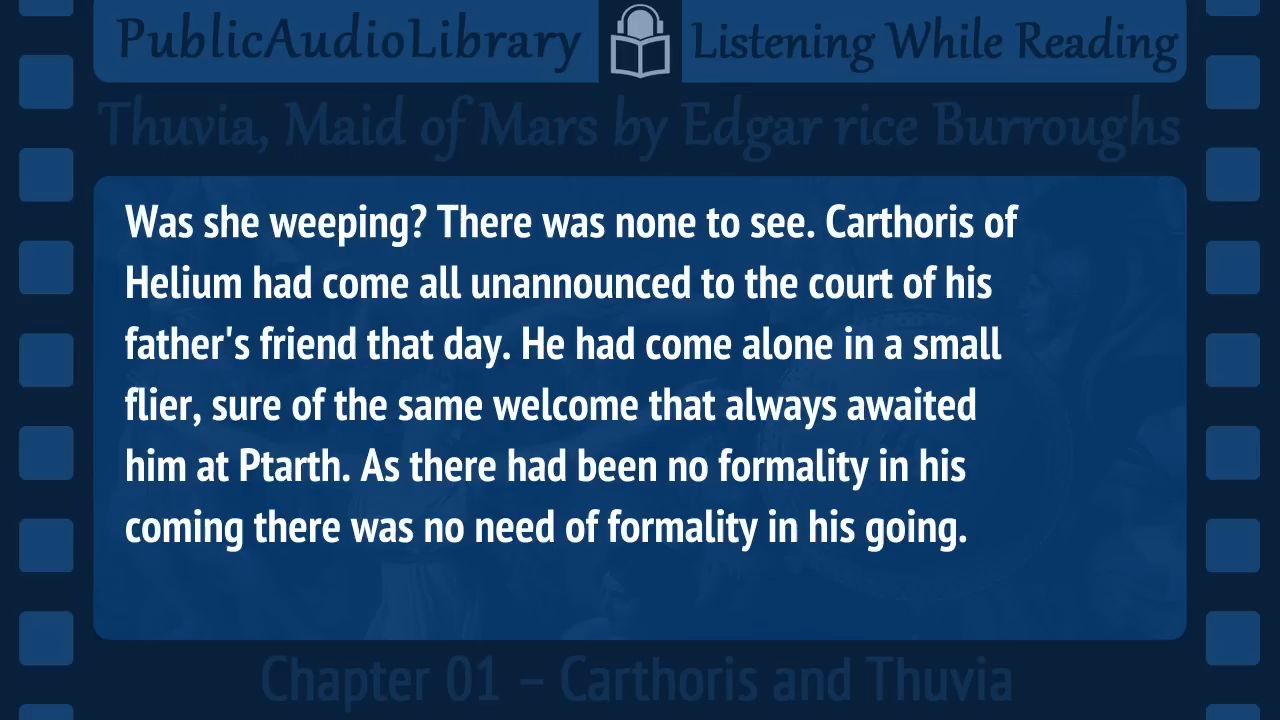 PublicAudioLibrary Listening While Reading
Thuvia, Maid of Mars by Edgar rice Burroughs
Was she weeping? There was none to see. Carthoris of
Helium had come all unannounced to the court of his
father's friend that day. He had come alone in a small
flier, sure of the same welcome that always awaited
him at Ptarth. As there had been no formality in his
coming there was no need of formality in his going.
Chapter 01 – Carthoris and Thuvia